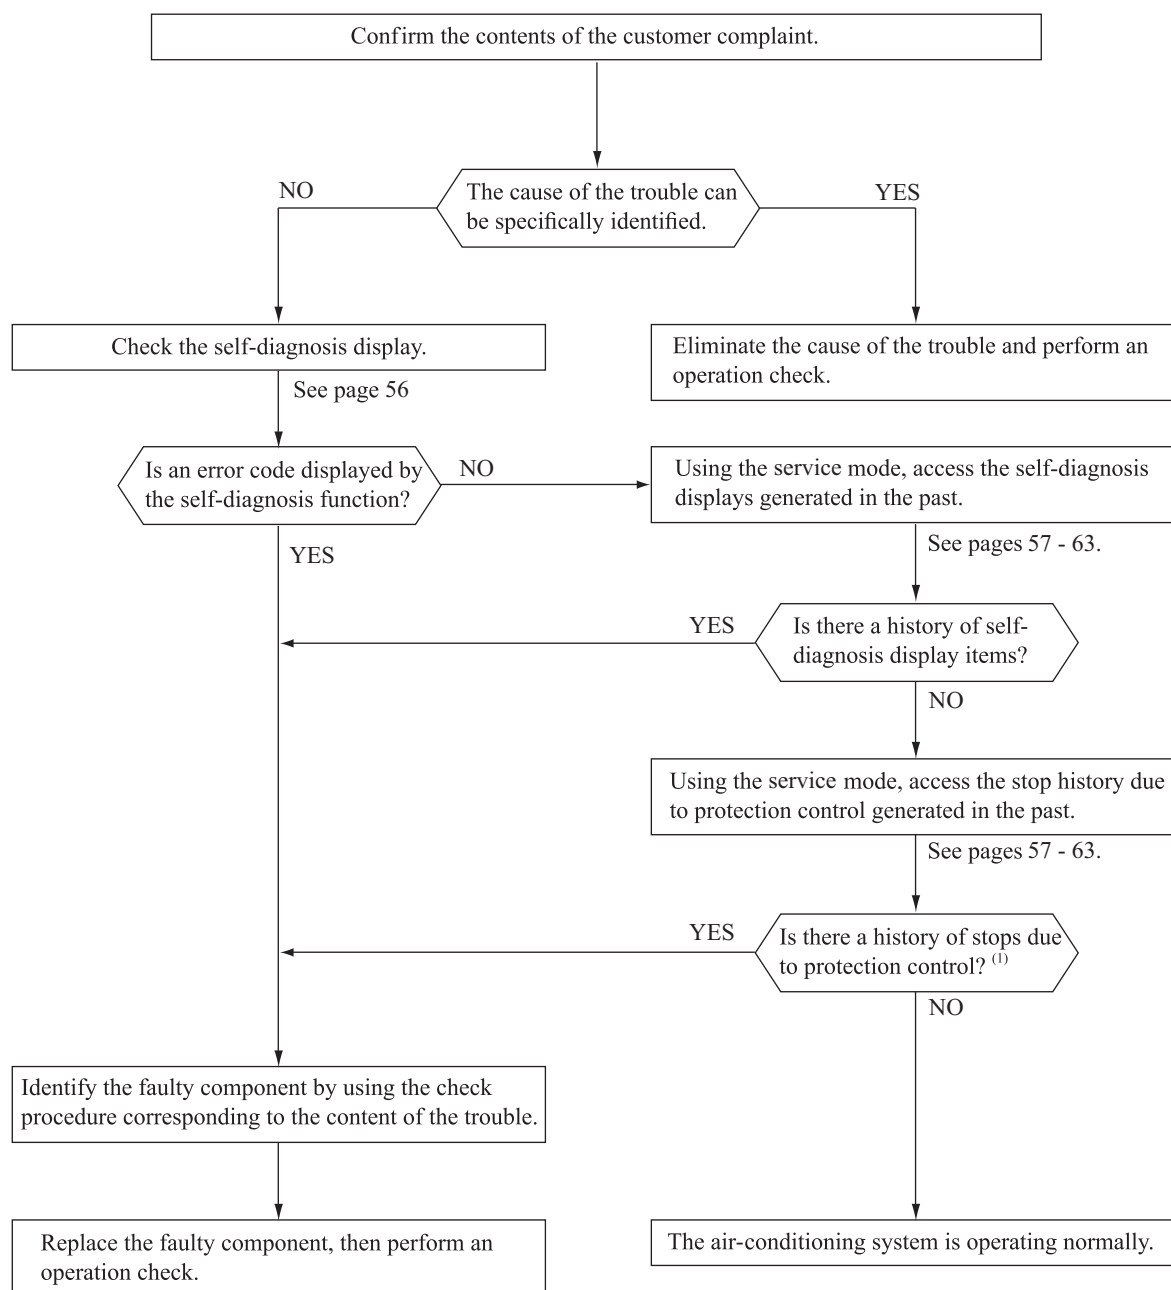 Confirm the contents of the customer complaint.
The cause of the trouble can
be specifically identified.
NO
YES
Check the self-diagnosis display.
See page 56
Eliminate the cause of the trouble and perform an
operation check.
Is an error code displayed by
the self-diagnosis function?
NO
YES
Using the service mode, access the self-diagnosis
displays generated in the past.
See pages 57 - 63.
Is there a history of self-
diagnosis display items?
YES
NO
Using the service mode, access the stop history due
to protection control generated in the past.
See pages 57 - 63.
Is there a history of stops due
to protection control? (1)
YES
NO
Identify the faulty component by using the check
procedure corresponding to the content of the trouble.
Replace the faulty component, then perform an
operation check.
The air-conditioning system is operating normally.